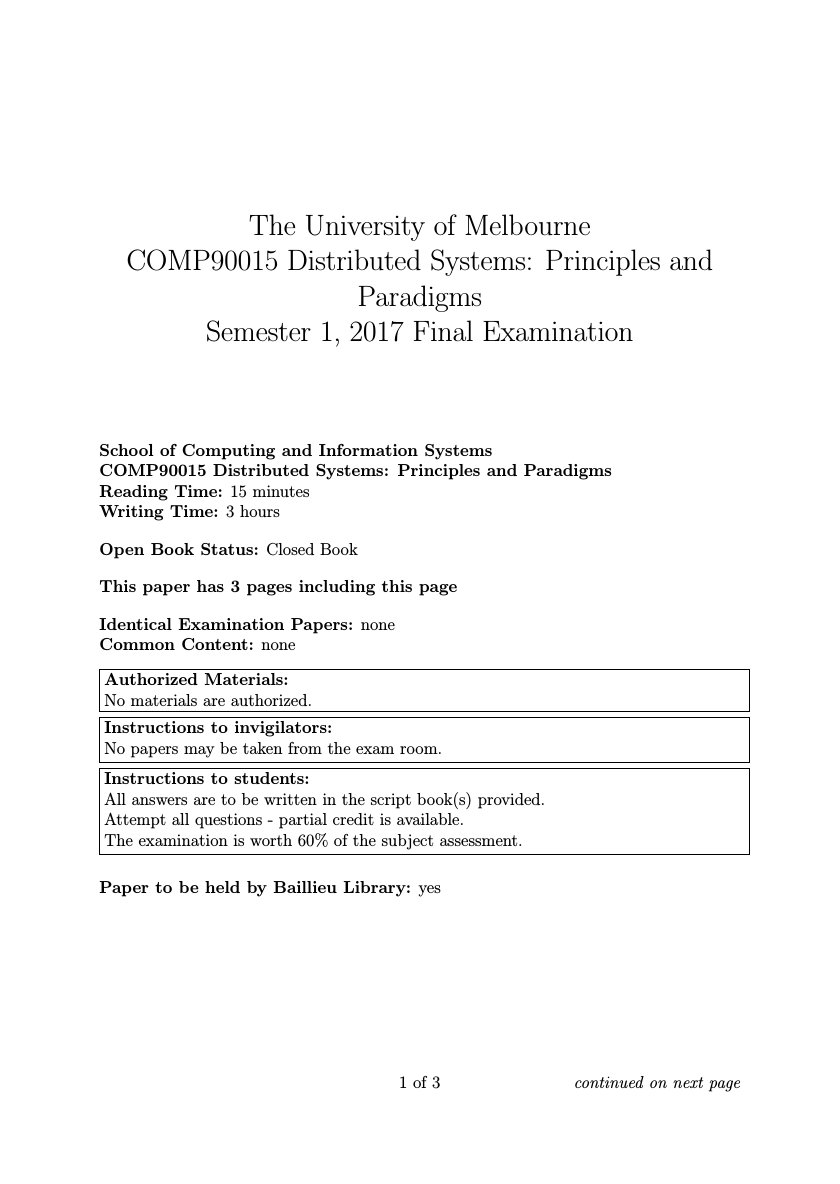 The University of Melbourne
COMP90015 Distributed Systems: Principles and
Paradigms
Semester 1, 2017 Final Examination
School of Computing and Information Systems
COMP90015 Distributed Systems: Principles and Paradigms
Reading Time: 15 minutes
Writing Time: 3 hours
Open Book Status: Closed Book
This paper has 3 pages including this page
Identical Examination Papers: none
Common Content: none
Authorized Materials:
No materials are authorized.
Instructions to invigilators:
No papers may be taken from the exam room.
Instructions to students:
All answers are to be written in the script book(s) provided.
Attempt all questions - partial credit is available.
The examination is worth 60% of the subject assessment.
Paper to be held by Baillieu Library: yes
1 of 3 continued on next page